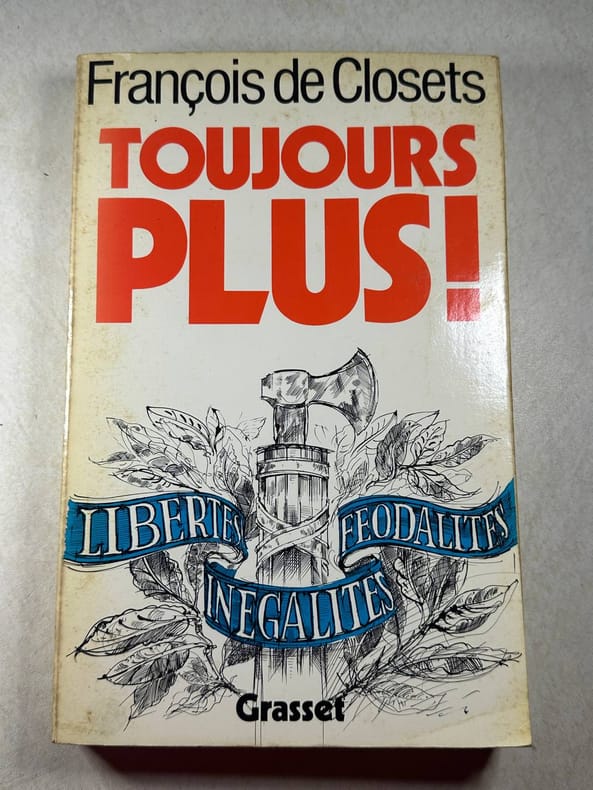 François de Closets
TOUJOURS
PLUS!
LIBERTES
INEGALITES
FEODALITES
Grasset